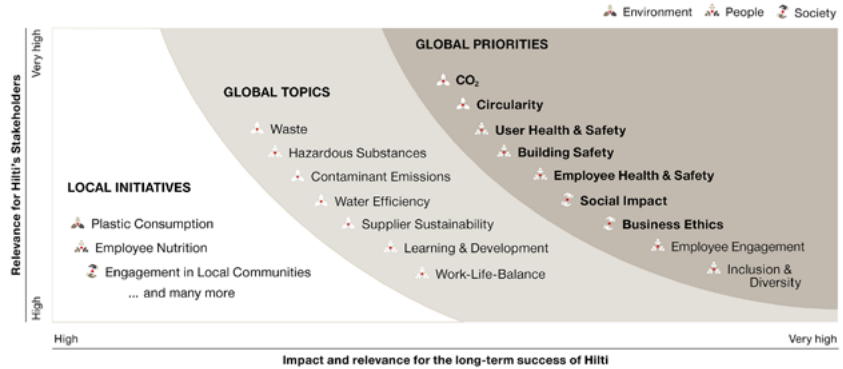 Environment People Society
Very high
Relevance for Hilti's Stakeholders
High
GLOBAL PRIORITIES
CO₂
Circularity
User Health & Safety
Building Safety
Employee Health & Safety
Social Impact
Business Ethics
Employee Engagement
Inclusion &
Diversity
GLOBAL TOPICS
Waste
Hazardous Substances
Contaminant Emissions
Water Efficiency
Supplier Sustainability
Learning & Development
Work-Life-Balance
LOCAL INITIATIVES
Plastic Consumption
Employee Nutrition
Engagement in Local Communities
... and many more
High
Very high
Impact and relevance for the long-term success of Hilti